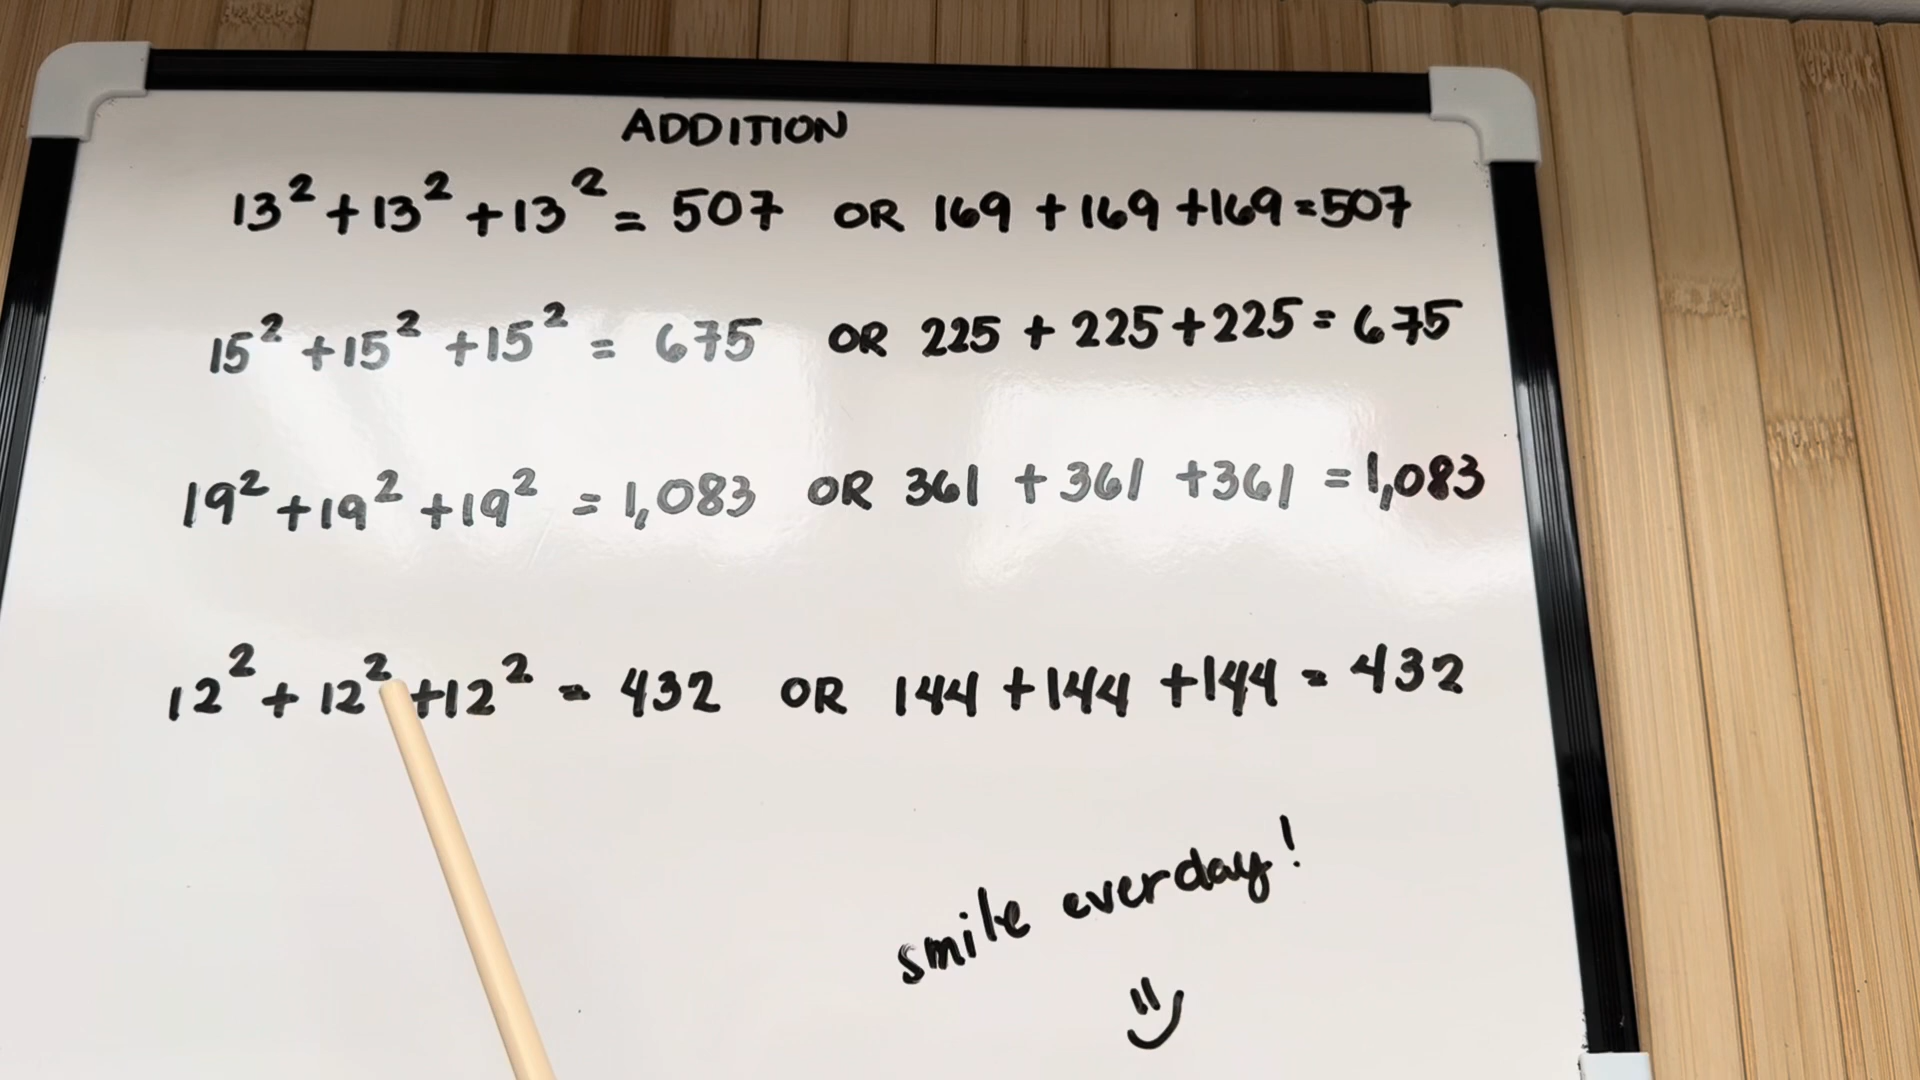 ADDITION
13² + 13² + 13² = 507 OR 169 + 169 + 169 = 507
15² + 15² + 15² = 675 OR 225 + 225 + 225 = 675
19² + 19² + 19² = 1,083 OR 361 + 361 + 361 = 1,083
12² + 12² + 12² = 432 OR 144 + 144 + 144 = 432
smile everday!